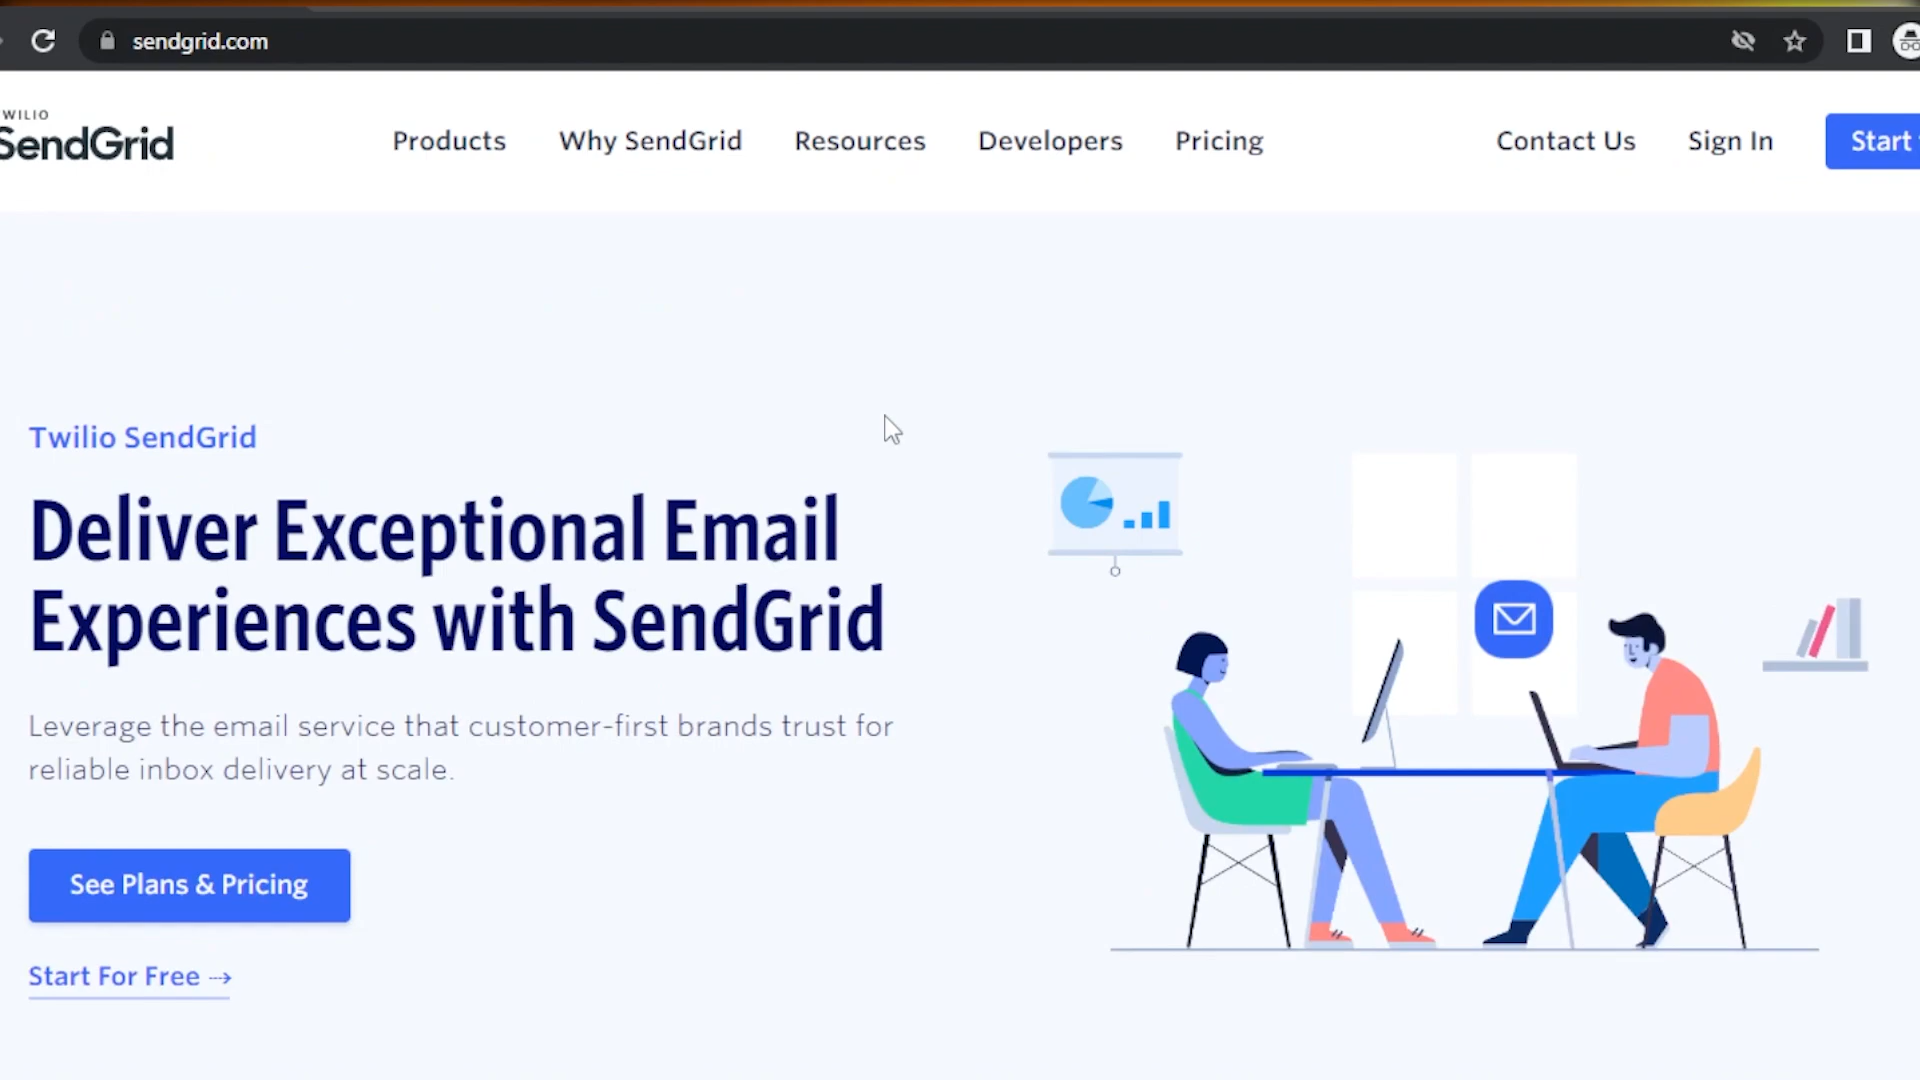 sendgrid.com
WILIO
SendGrid
Products
Why SendGrid
Resources
Developers
Pricing
Contact Us
Sign In
Start
Twilio SendGrid
Deliver Exceptional Email
Experiences with SendGrid
Leverage the email service that customer-first brands trust for
reliable inbox delivery at scale.
See Plans & Pricing
Start For Free →